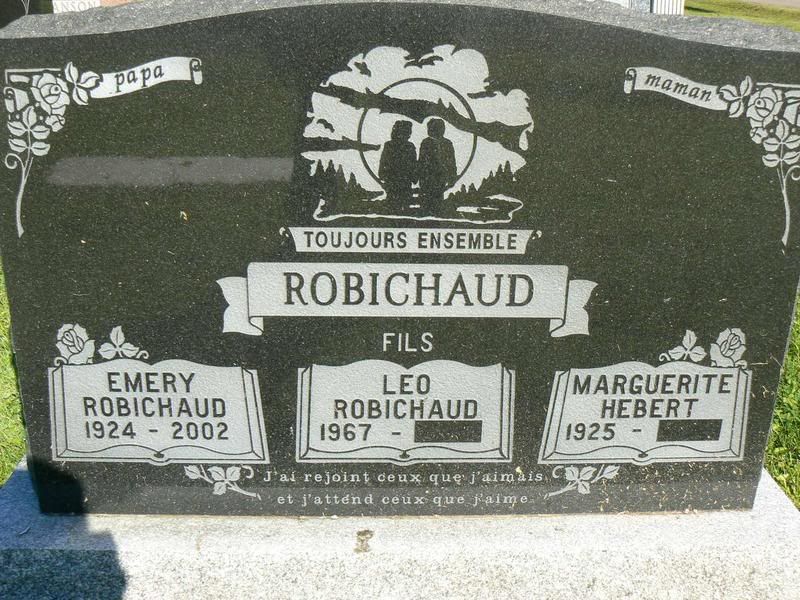 ANSON
papa
maman
TOUJOURS ENSEMBLE
ROBICHAUD
FILS
EMERY
ROBICHAUD
1924 - 2002
LEO
ROBICHAUD
1967 -
MARGUERITE
HEBERT
1925 -
J'ai rejoint ceux que j'aimais
et j'attend ceux que j'aime